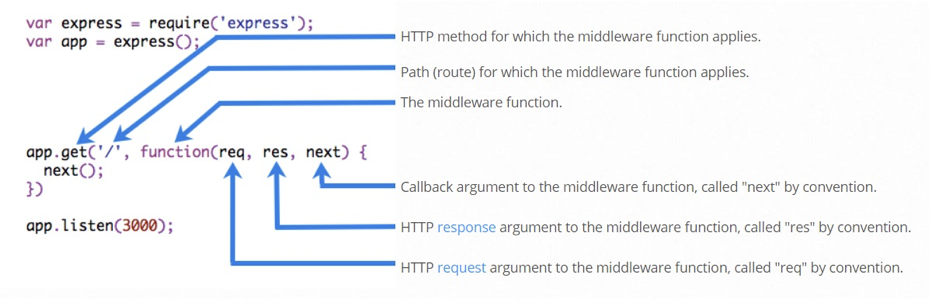 var express = require('express');
var app = express();
HTTP method for which the middleware function applies.
Path (route) for which the middleware function applies.
The middleware function.
app.get('/', function(req, res, next) {
  next();
})
app.listen(3000);
Callback argument to the middleware function, called "next" by convention.
HTTP response argument to the middleware function, called "res" by convention.
HTTP request argument to the middleware function, called "req" by convention.